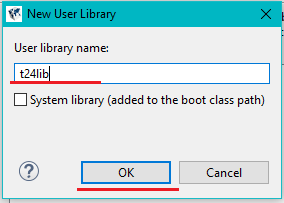 New User Library
User library name:
t24lib
System library (added to the boot class path)
? OK Cancel